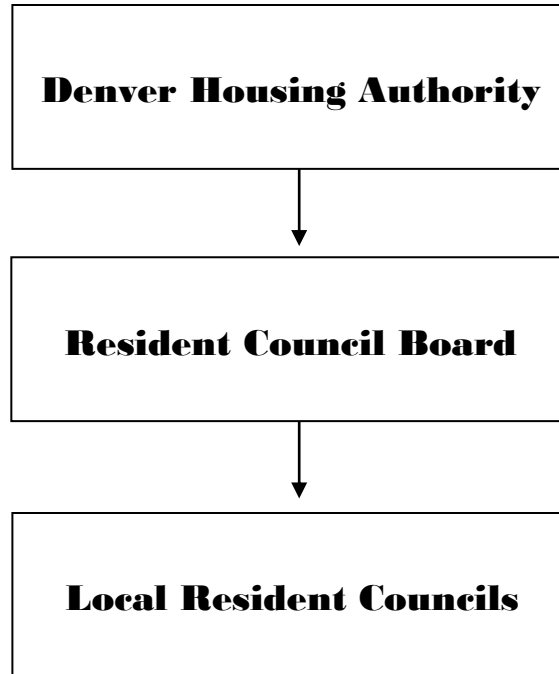 Denver Housing Authority
Resident Council Board
Local Resident Councils